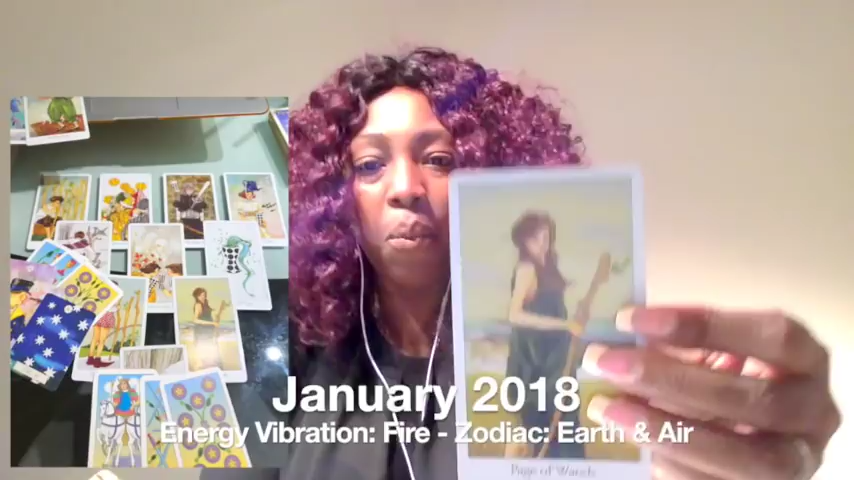 January 2018
Energy Vibration: Fire - Zodiac: Earth & Air
Page of Wands